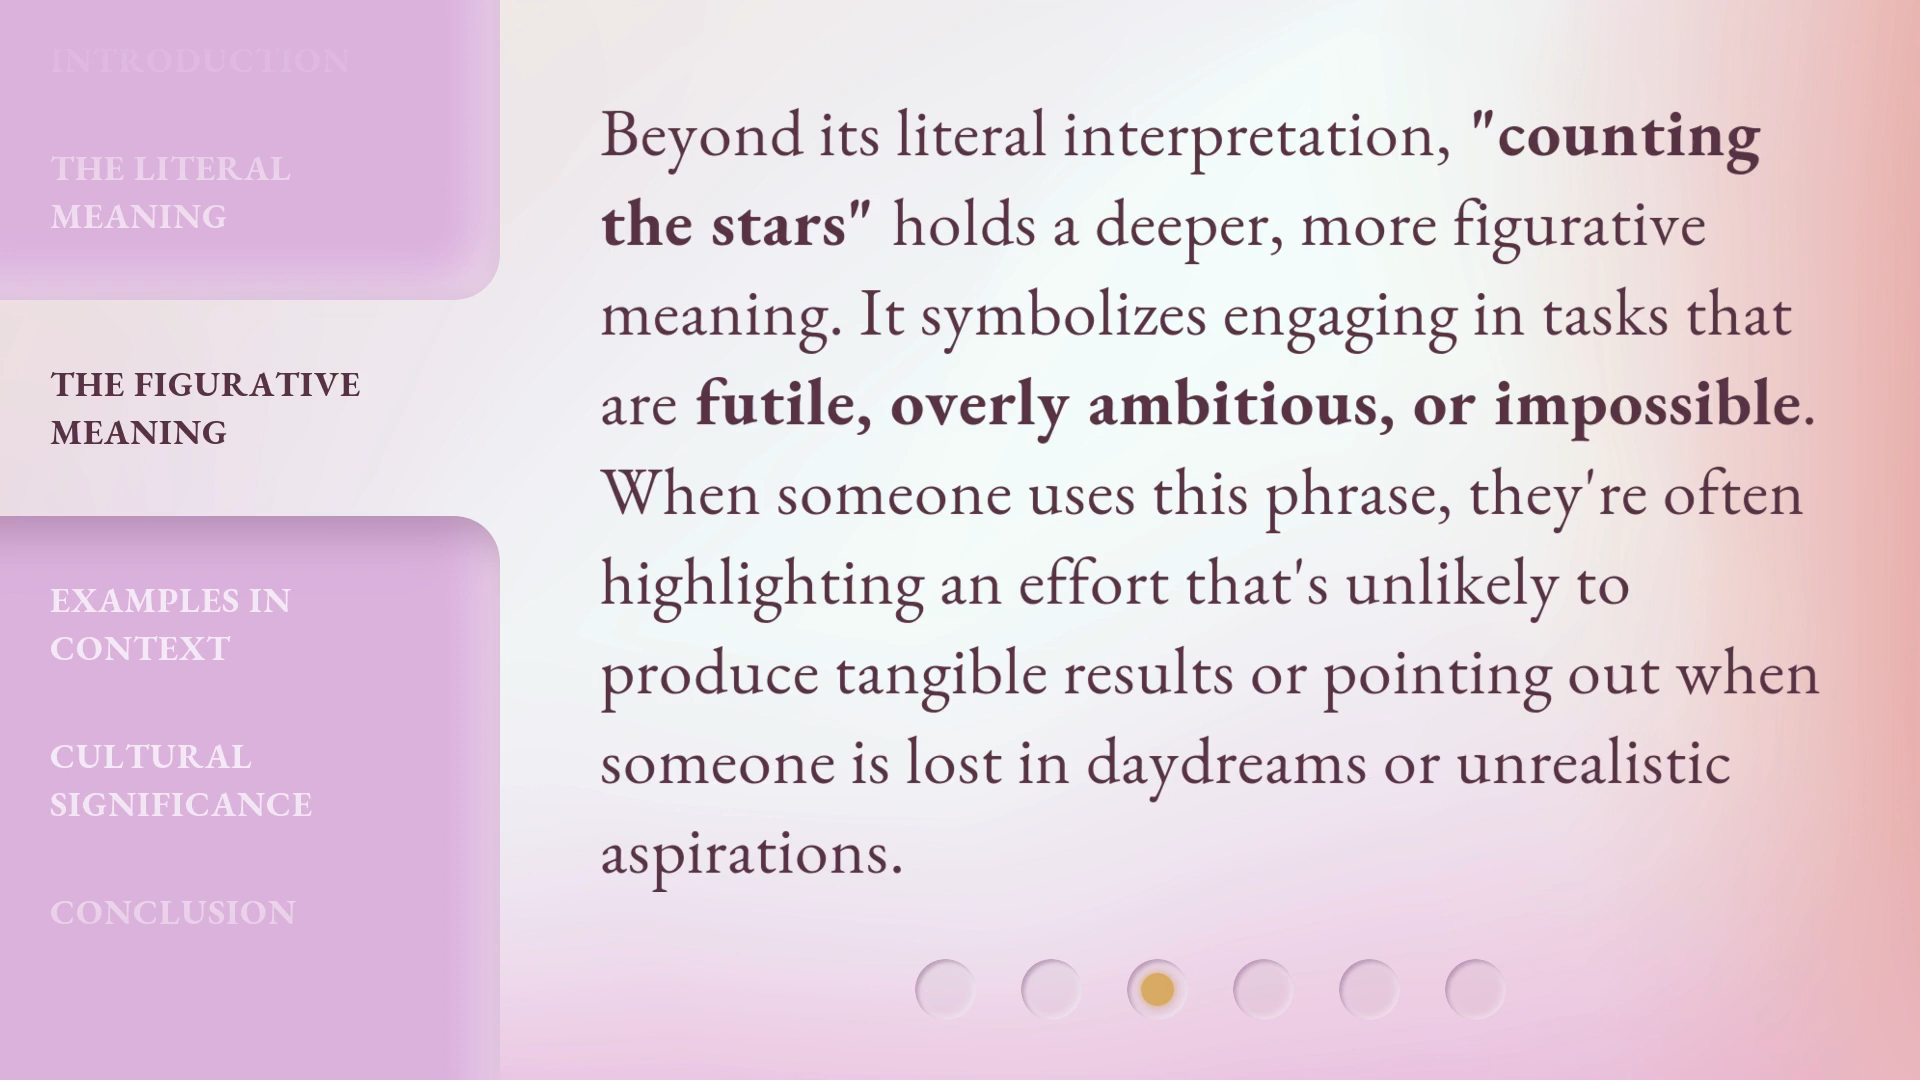 INTRODUCTION
THE LITERAL
MEANING
THE FIGURATIVE
MEANING
EXAMPLES IN
CONTEXT
CULTURAL
SIGNIFICANCE
CONCLUSION
Beyond its literal interpretation, "counting
the stars" holds a deeper, more figurative
meaning. It symbolizes engaging in tasks that
are futile, overly ambitious, or impossible.
When someone uses this phrase, they're often
highlighting an effort that's unlikely to
produce tangible results or pointing out when
someone is lost in daydreams or unrealistic
aspirations.